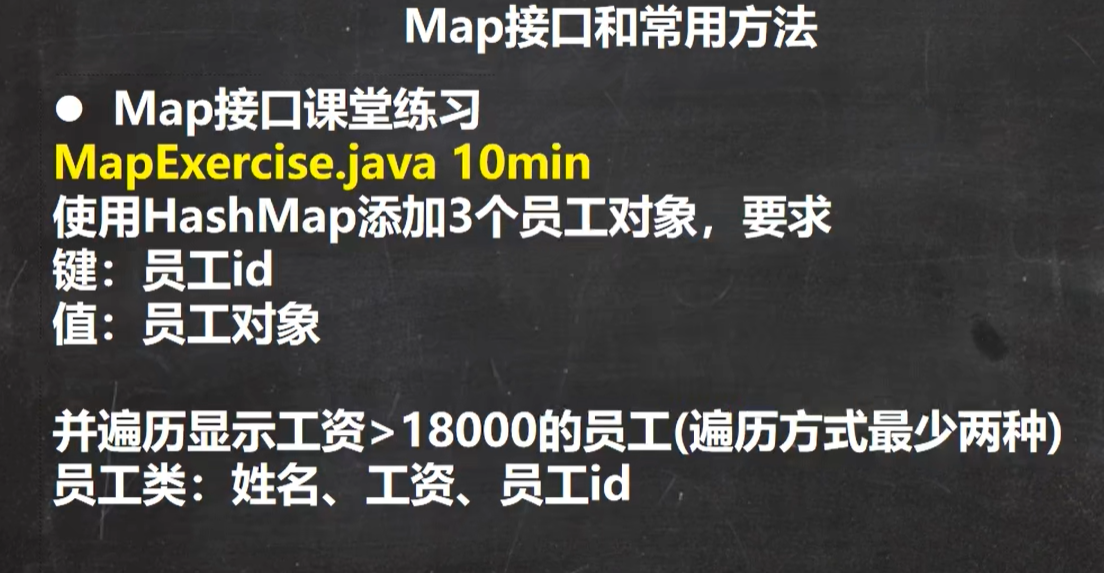 Map接口和常用方法
● Map接口课堂练习
MapExercise.java 10min
使用HashMap添加3个员工对象，要求
键：员工id
值：员工对象
并遍历显示工资>18000的员工(遍历方式最少两种)
员工类：姓名、工资、员工id